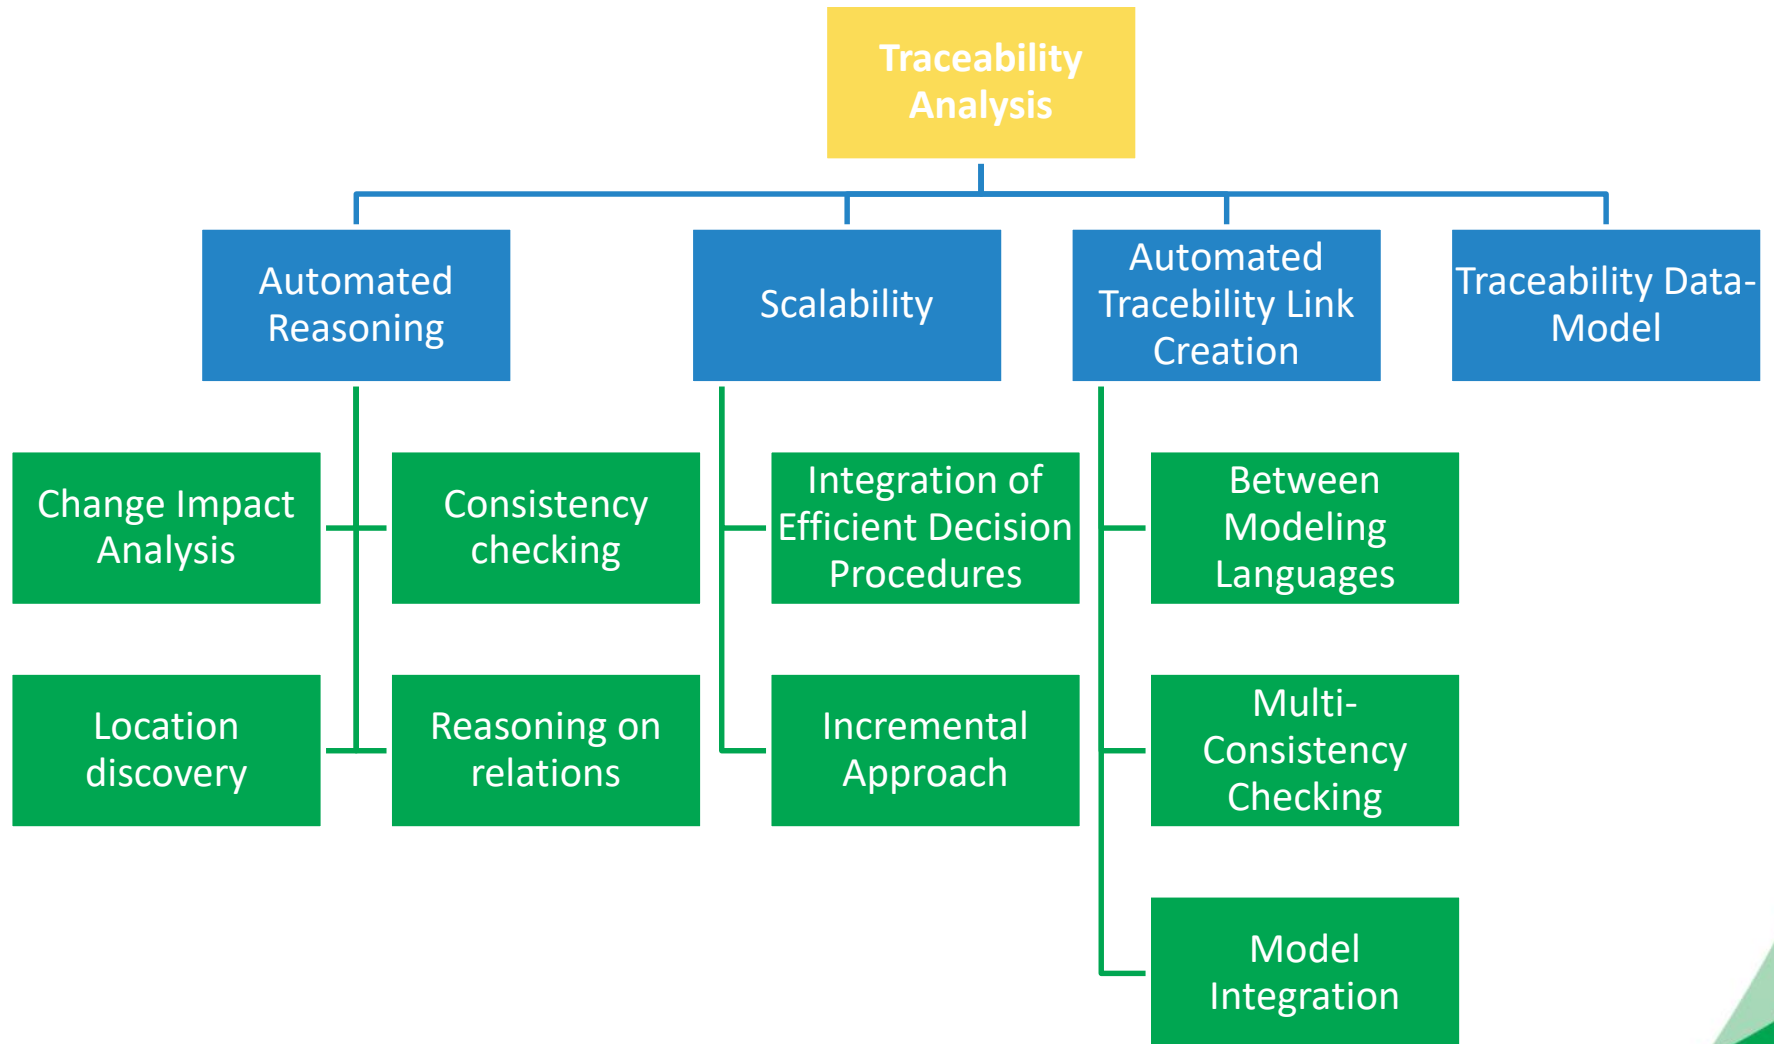 Traceability
Analysis
Automated
Reasoning
Scalability
Automated
Tracebility Link
Creation
Traceability Data-
Model
Change Impact
Analysis
Consistency
checking
Integration of
Efficient Decision
Procedures
Between
Modeling
Languages
Location
discovery
Reasoning on
relations
Incremental
Approach
Multi-
Consistency
Checking
Model
Integration